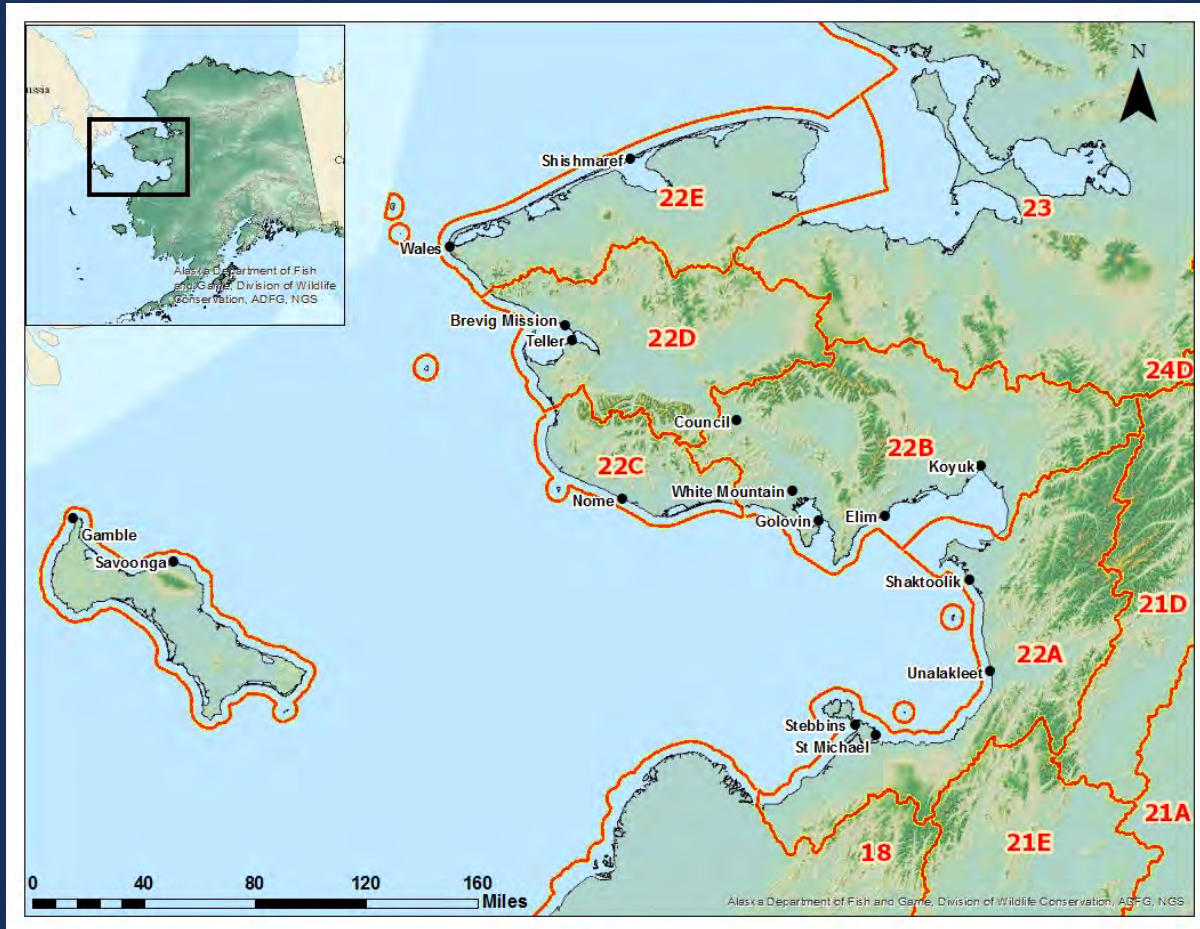 ussia
Ca
Alaska Department of Fish
and Game, Division of Wildlife
Conservation, ADFG, NGS
N
Shishmaref
22E
23
Wales
Brevig Mission
Teller
22D
24D
Council
22B
22C
Koyuk
White Mountain
Nome
Golovin
Elim
Gamble
Savoonga
Shaktoolik
21D
22A
Unalakleet
Stebbins
St Michael
21A
18
21E
0 40 80 120 160
Miles
Alaska Department of Fish and Game, Division of Wildlife Conservation, ADFG, NGS